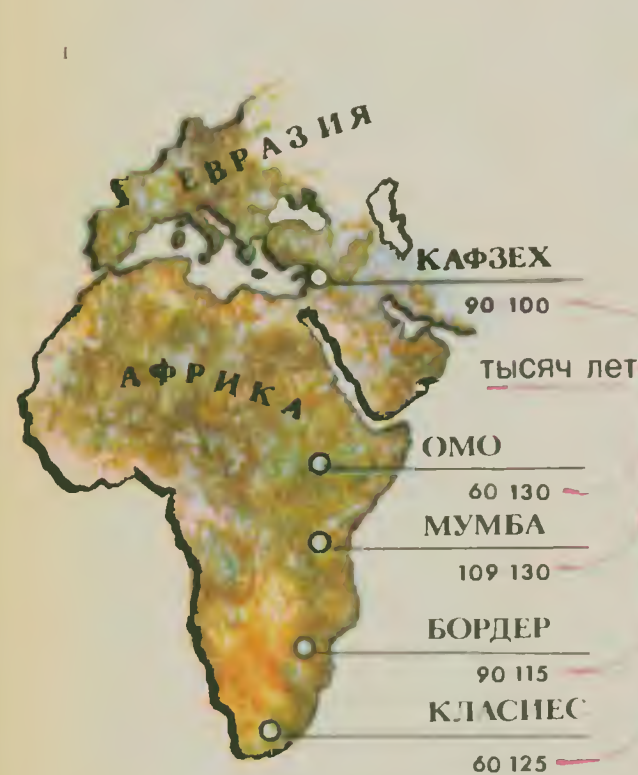 ЕВРАЗИЯ
КАФЗЕХ
90 100
тысяч лет
АФРИКА
ОМО
60 130
МУМБА
109 130
БОРДЕР
90 115
КЛАСИЕС
60 125